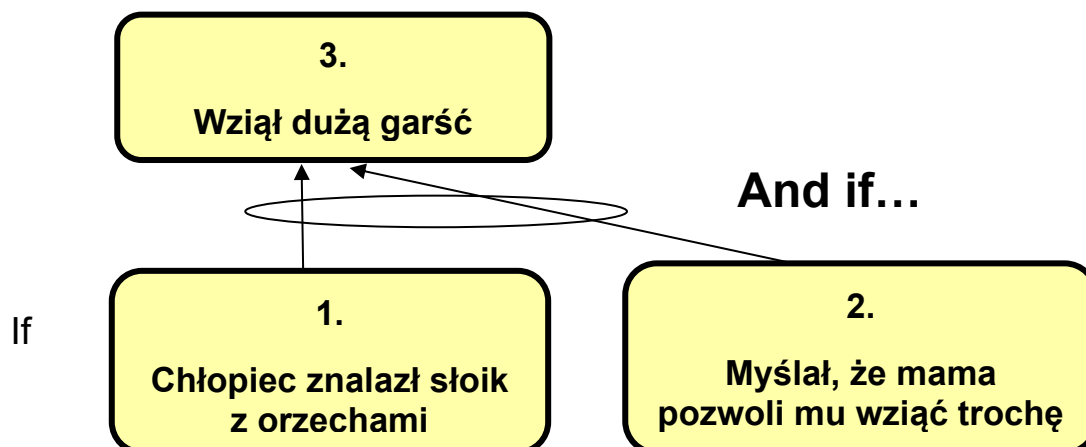 3.
Wziął dużą garść
And if…
If
1.
Chłopiec znalazł słoik
z orzechami
2.
Myślał, że mama
pozwoli mu wziąć trochę